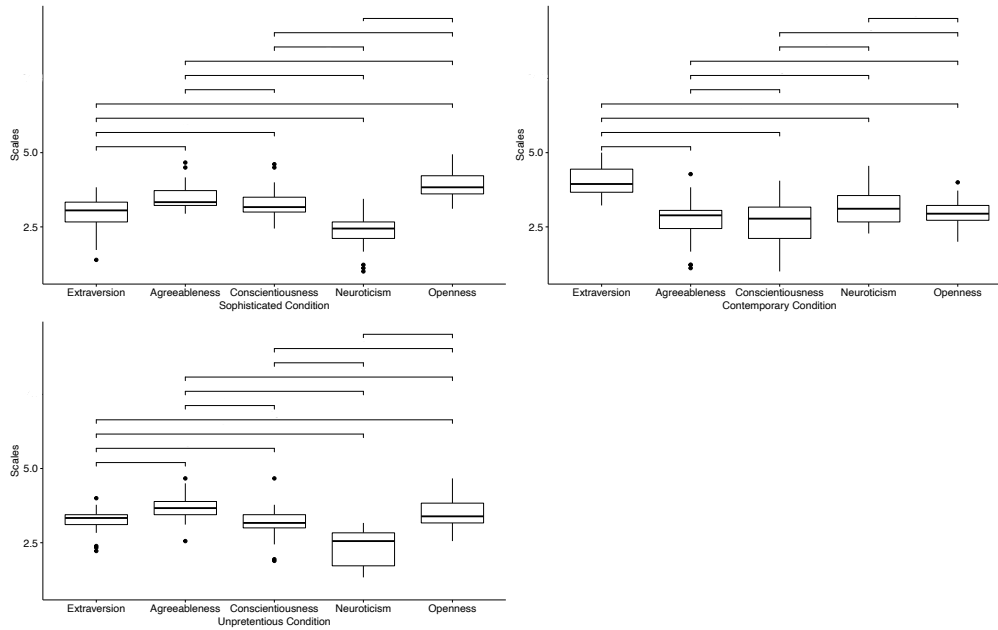 Scales
5.0
2.5
Extraversion Agreeableness Conscientiousness Neuroticism Openness
Sophisticated Condition
Scales
5.0
2.5
Extraversion Agreeableness Conscientiousness Neuroticism Openness
Contemporary Condition
Scales
5.0
2.5
Extraversion Agreeableness Conscientiousness Neuroticism Openness
Unpretentious Condition